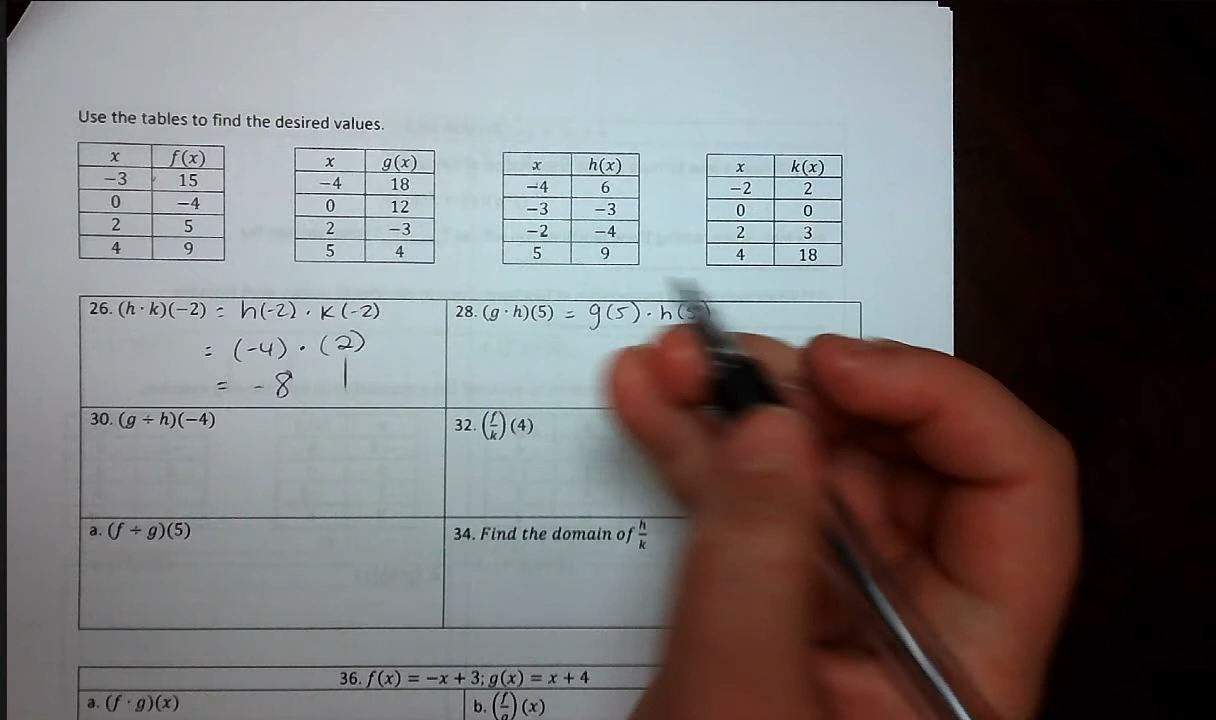 Use the tables to find the desired values.
x f(x)
−3 15
0 −4
2 5
4 9
x g(x)
−4 18
0 12
2 −3
5 4
x h(x)
−4 6
−3 −3
−2 −4
5 9
x k(x)
−2 2
0 0
2 3
4 18
26. (h · k)(−2) = h(-2) · k(-2)
= (-4) · (2)
= -8
28. (g · h)(5) = g(5) · h(5)
30. (g ÷ h)(−4)
32. (f/k)(4)
a. (f ÷ g)(5)
34. Find the domain of h/k
36. f(x) = −x + 3; g(x) = x + 4
a. (f · g)(x)
b. (f/g)(x)